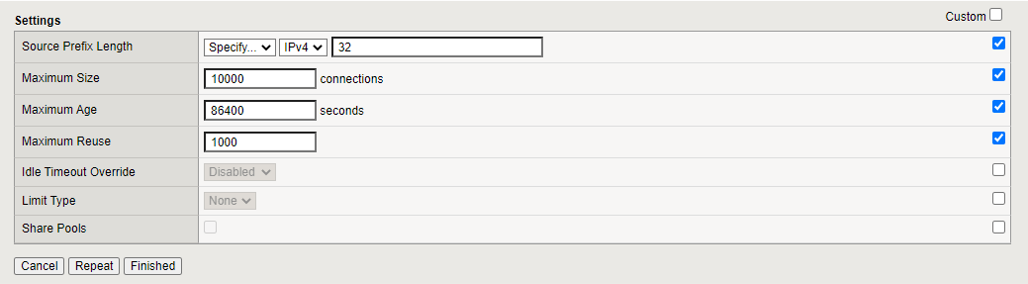 Settings
Custom
Source Prefix Length Specify... IPv4 32
Maximum Size 10000 connections
Maximum Age 86400 seconds
Maximum Reuse 1000
Idle Timeout Override Disabled
Limit Type None
Share Pools
Cancel Repeat Finished